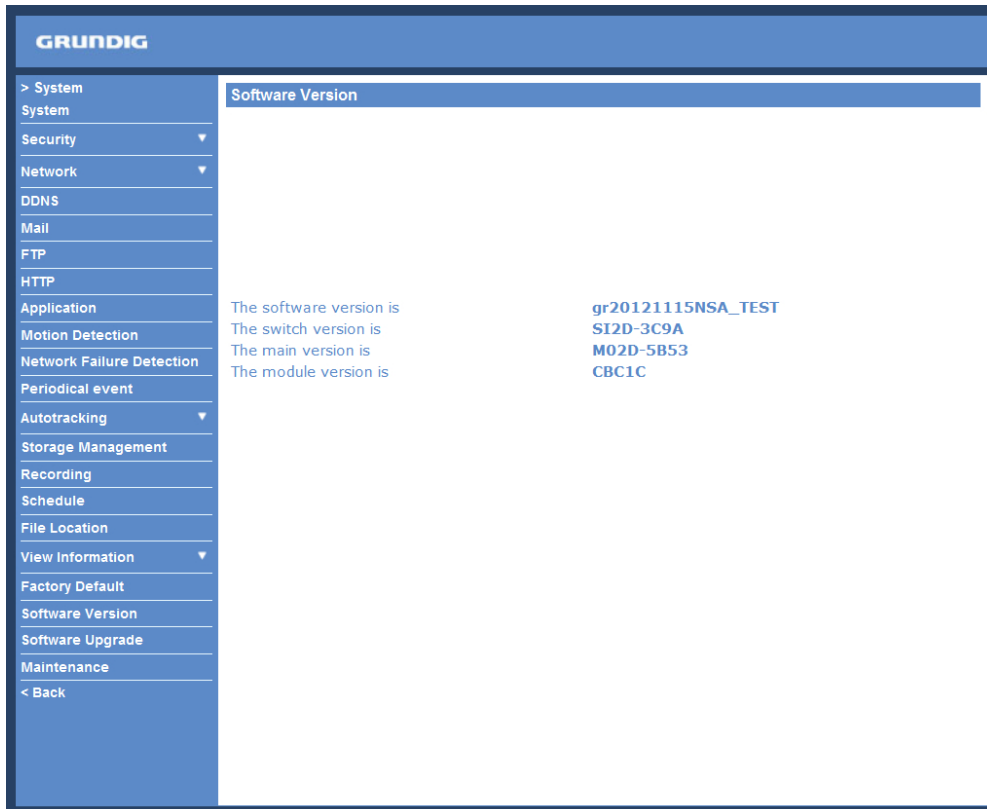 GRUNDIG
> System
System
Security
Network
DDNS
Mail
FTP
HTTP
Application
Motion Detection
Network Failure Detection
Periodical event
Autotracking
Storage Management
Recording
Schedule
File Location
View Information
Factory Default
Software Version
Software Upgrade
Maintenance
< Back
Software Version
The software version is gr20121115NSA_TEST
The switch version is SI2D-3C9A
The main version is M02D-5B53
The module version is CBC1C